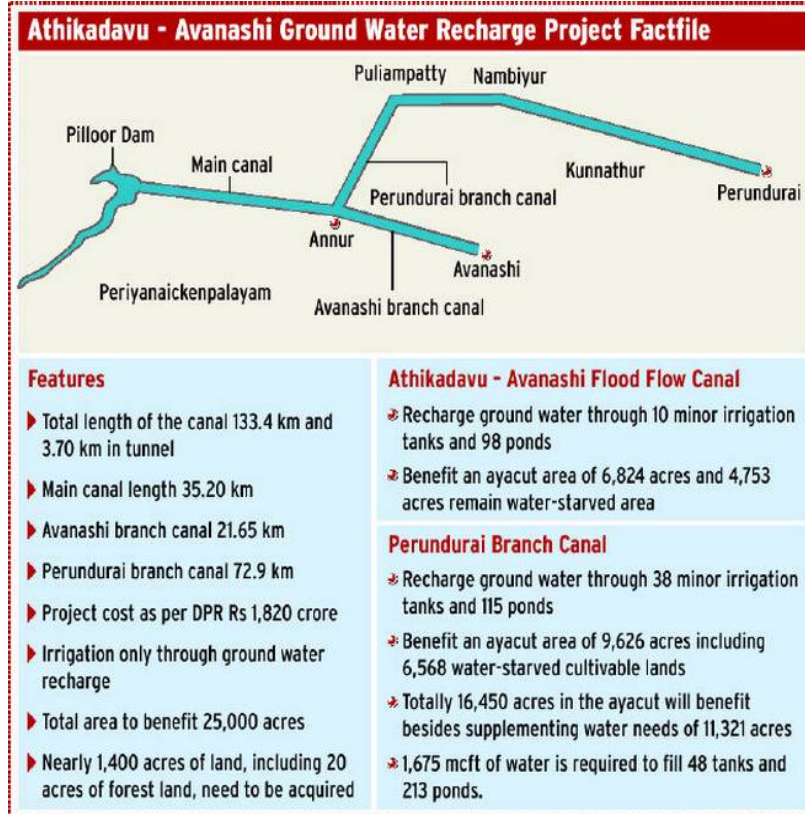 Athikadavu - Avanashi Ground Water Recharge Project Factfile
Puliampatty
Nambiyur
Pilloor Dam
Main canal
Kunnathur
Perundurai branch canal
Perundurai
Annur
Avanashi
Periyanaickenpalayam
Avanashi branch canal
Features
Total length of the canal 133.4 km and
3.70 km in tunnel
Main canal length 35.20 km
Avanashi branch canal 21.65 km
Perundurai branch canal 72.9 km
Project cost as per DPR Rs 1,820 crore
Irrigation only through ground water
recharge
Total area to benefit 25,000 acres
Nearly 1,400 acres of land, including 20
acres of forest land, need to be acquired
Athikadavu - Avanashi Flood Flow Canal
Recharge ground water through 10 minor irrigation
tanks and 98 ponds
Benefit an ayacut area of 6,824 acres and 4,753
acres remain water-starved area
Perundurai Branch Canal
Recharge ground water through 38 minor irrigation
tanks and 115 ponds
Benefit an ayacut area of 9,626 acres including
6,568 water-starved cultivable lands
Totally 16,450 acres in the ayacut will benefit
besides supplementing water needs of 11,321 acres
1,675 mcft of water is required to fill 48 tanks and
213 ponds.